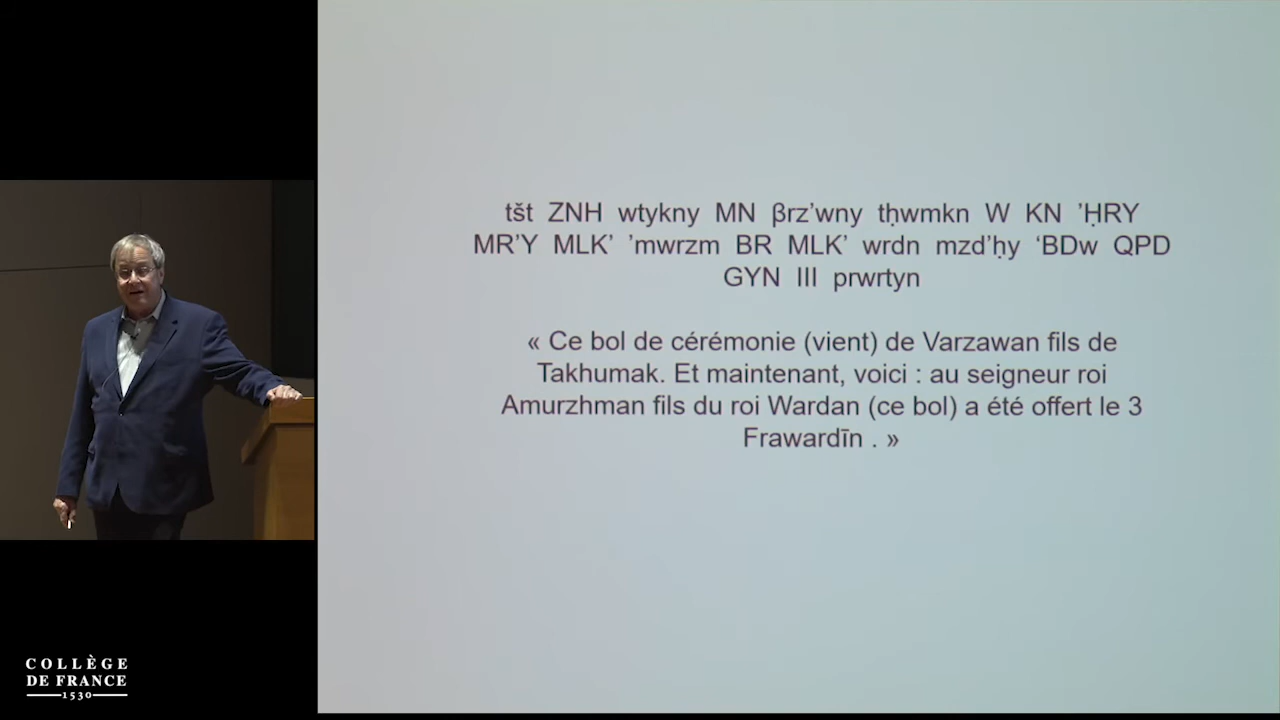 tšt ZNH wtykny MN βrz’wny tḥwmkn W KN ’ḤRY
MR’Y MLK’ ’mwrzm BR MLK’ wrdn mzd’ḥy ‘BDw QPD
GYN III prwrtyn
« Ce bol de cérémonie (vient) de Varzawan fils de
Takhumak. Et maintenant, voici : au seigneur roi
Amurzhman fils du roi Wardan (ce bol) a été offert le 3
Frawardīn . »
COLLÈGE
DE FRANCE
1530